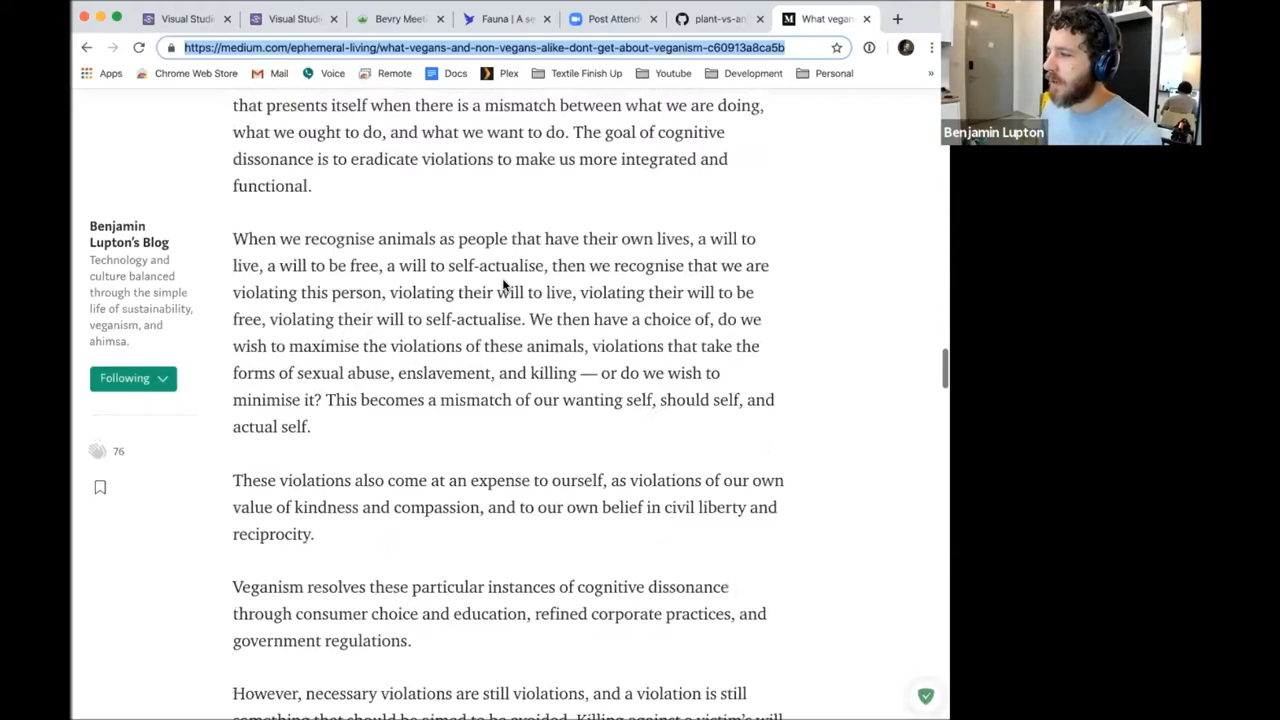 Visual Studi
Visual Studi
Bevry Meeti
Fauna | A se
Post Attend
plant-vs-an
What vegan
https://medium.com/ephemeral-living/what-vegans-and-non-vegans-alike-dont-get-about-veganism-c60913a8ca5b
Apps
Chrome Web Store
Mail
Voice
Remote
Docs
Plex
Textile Finish Up
Youtube
Development
Personal
»
Benjamin Lupton
that presents itself when there is a mismatch between what we are doing,
what we ought to do, and what we want to do. The goal of cognitive
dissonance is to eradicate violations to make us more integrated and
functional.
Benjamin
Lupton's Blog
Technology and
culture balanced
through the simple
life of sustainability,
veganism, and
ahimsa.
Following
76
When we recognise animals as people that have their own lives, a will to
live, a will to be free, a will to self-actualise, then we recognise that we are
violating this person, violating their will to live, violating their will to be
free, violating their will to self-actualise. We then have a choice of, do we
wish to maximise the violations of these animals, violations that take the
forms of sexual abuse, enslavement, and killing — or do we wish to
minimise it? This becomes a mismatch of our wanting self, should self, and
actual self.
These violations also come at an expense to ourself, as violations of our own
value of kindness and compassion, and to our own belief in civil liberty and
reciprocity.
Veganism resolves these particular instances of cognitive dissonance
through consumer choice and education, refined corporate practices, and
government regulations.
However, necessary violations are still violations, and a violation is still
something that should be aimed to be avoided. Killing against a victim's will